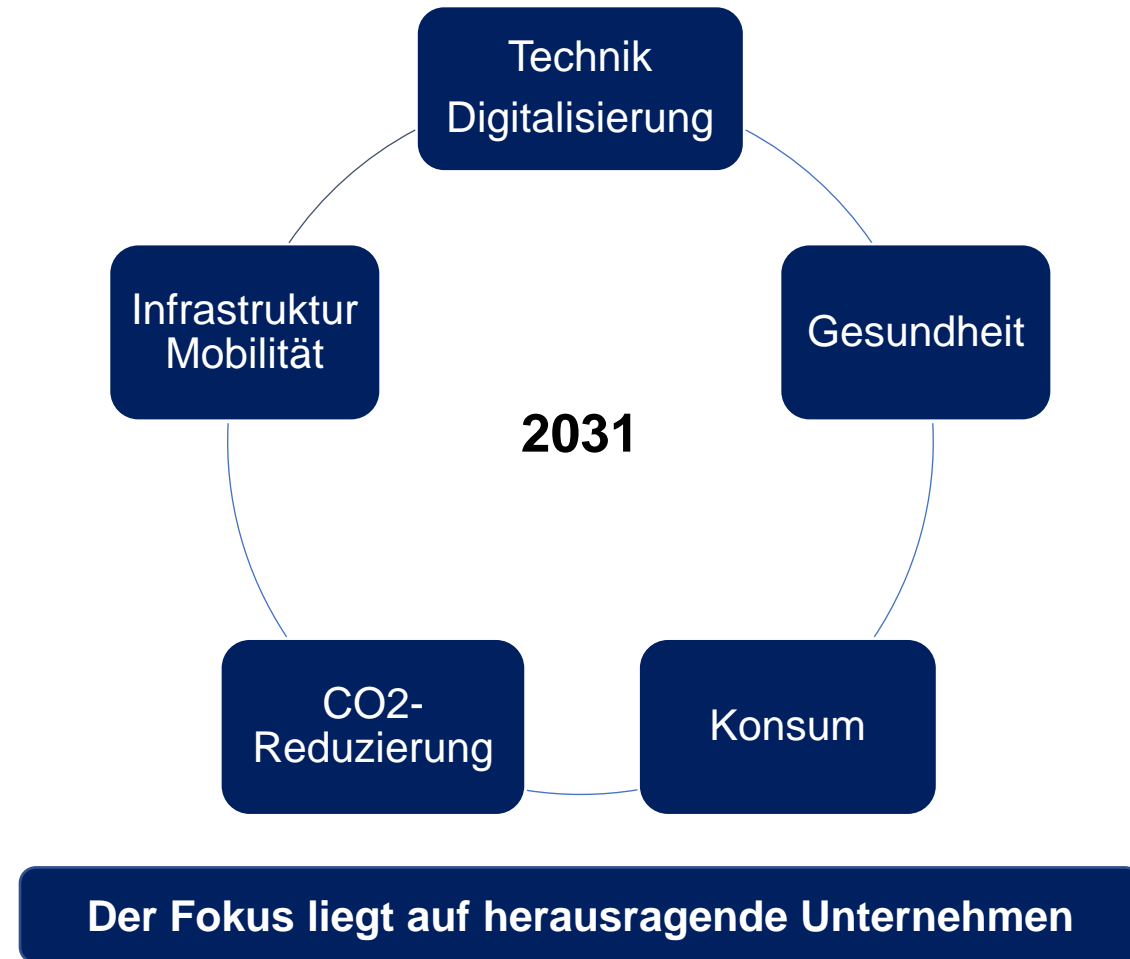 Technik
Digitalisierung
Infrastruktur
Mobilität
Gesundheit
2031
CO2-
Reduzierung
Konsum
Der Fokus liegt auf herausragende Unternehmen